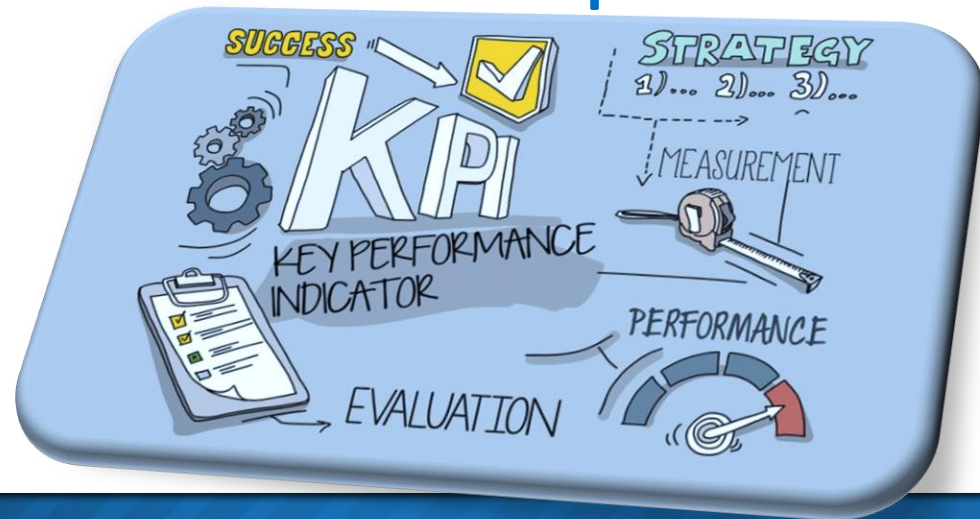 SUCCESS
STRATEGY
1)... 2)... 3)...
KPI
MEASUREMENT
KEY PERFORMANCE
INDICATOR
PERFORMANCE
EVALUATION